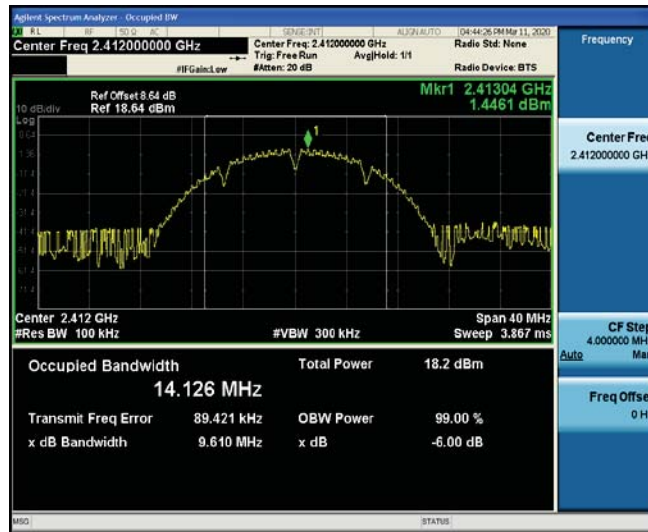 Agilent Spectrum Analyzer - Occupied BW
RL RF 50 Ω AC SENSE:INT ALIGN AUTO 04:44:26 PM Mar 11, 2020
Center Freq 2.412000000 GHz
Center Freq: 2.412000000 GHz
Radio Std: None
Frequency
Trig: Free Run Avg|Hold: 1/1
#IFGain:Low #Atten: 20 dB Radio Device: BTS
Ref Offset 8.64 dB
Mkr1 2.41304 GHz
10 dB/div Ref 18.64 dBm
1.4461 dBm
Log
1
Center Fre
2.412000000 GH
Center 2.412 GHz Span 40 MHz
#Res BW 100 kHz #VBW 300 kHz Sweep 3.867 ms
CF Step
4.000000 MH
Auto Ma
Occupied Bandwidth Total Power 18.2 dBm
14.126 MHz
Freq Offse
0 H
Transmit Freq Error 89.421 kHz OBW Power 99.00 %
x dB Bandwidth 9.610 MHz x dB -6.00 dB
MSG STATUS